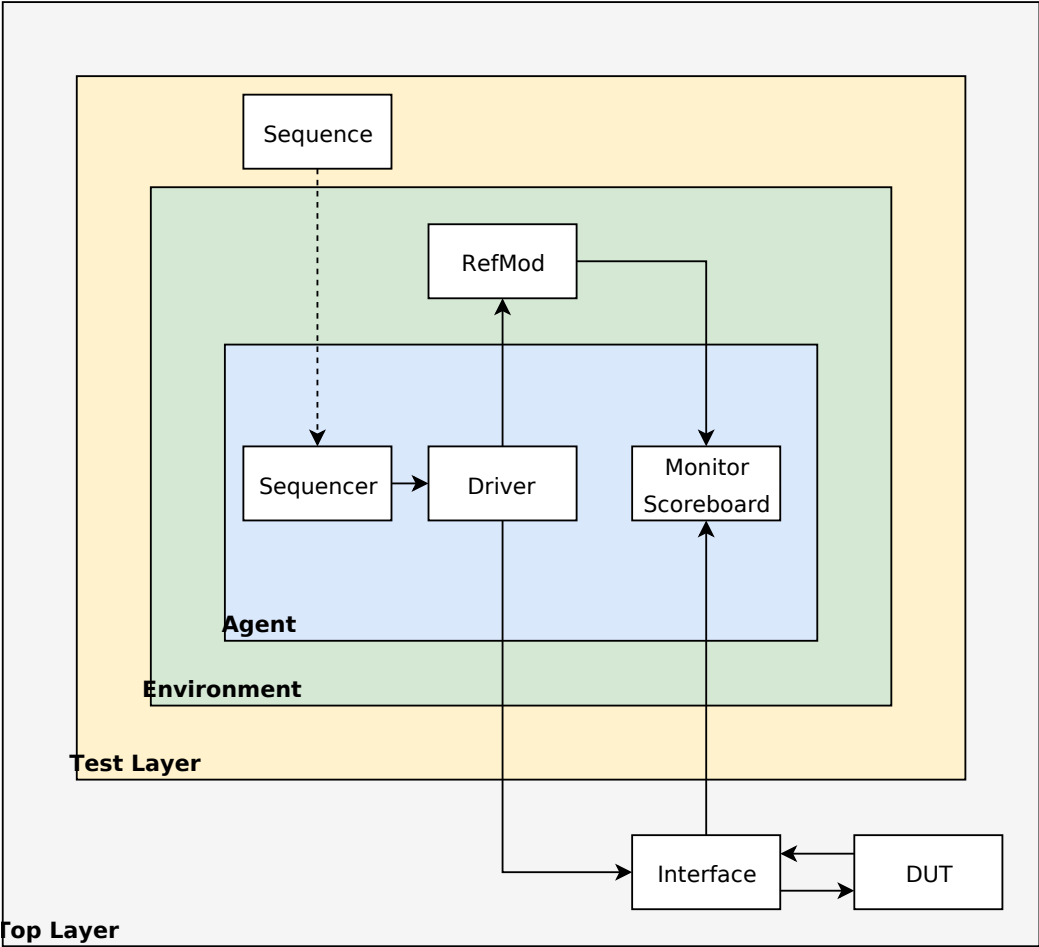 Sequence
RefMod
Sequencer
Driver
Monitor
Scoreboard
Agent
Environment
Test Layer
Interface
DUT
Top Layer